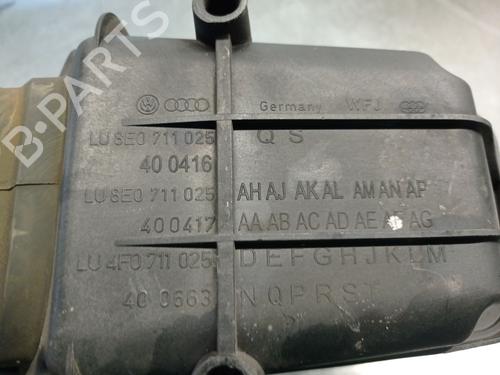 Germany WFJ
LU 8E0 711 025 Q S
40 0416
LU 8E0 711 025 AH AJ AK AL AM AN AP
40 0417 AA AB AC AD AE AF AG
LU 4F0 711 025 D E F G H J K L M
40 0663 N Q P R S T
B-PARTS